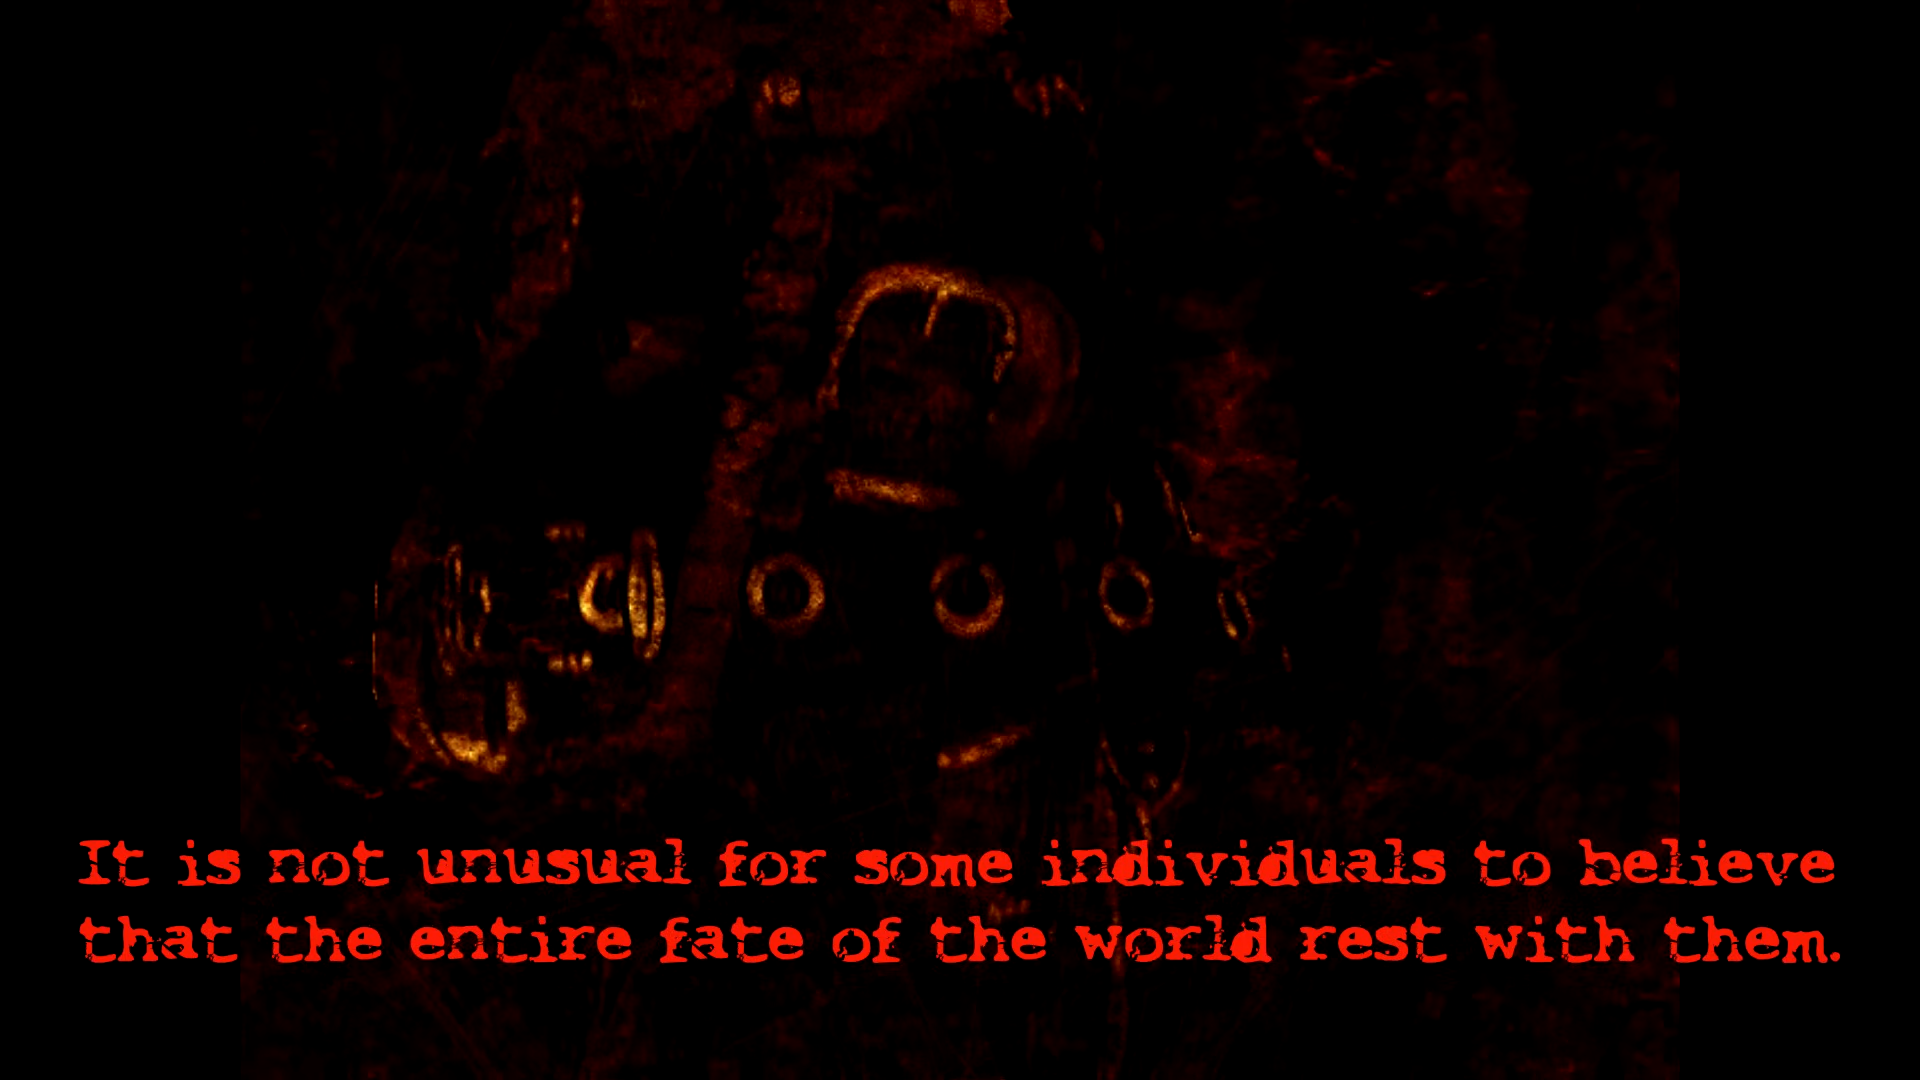 It is not unusual for some individuals to believe
that the entire fate of the world rest with them.